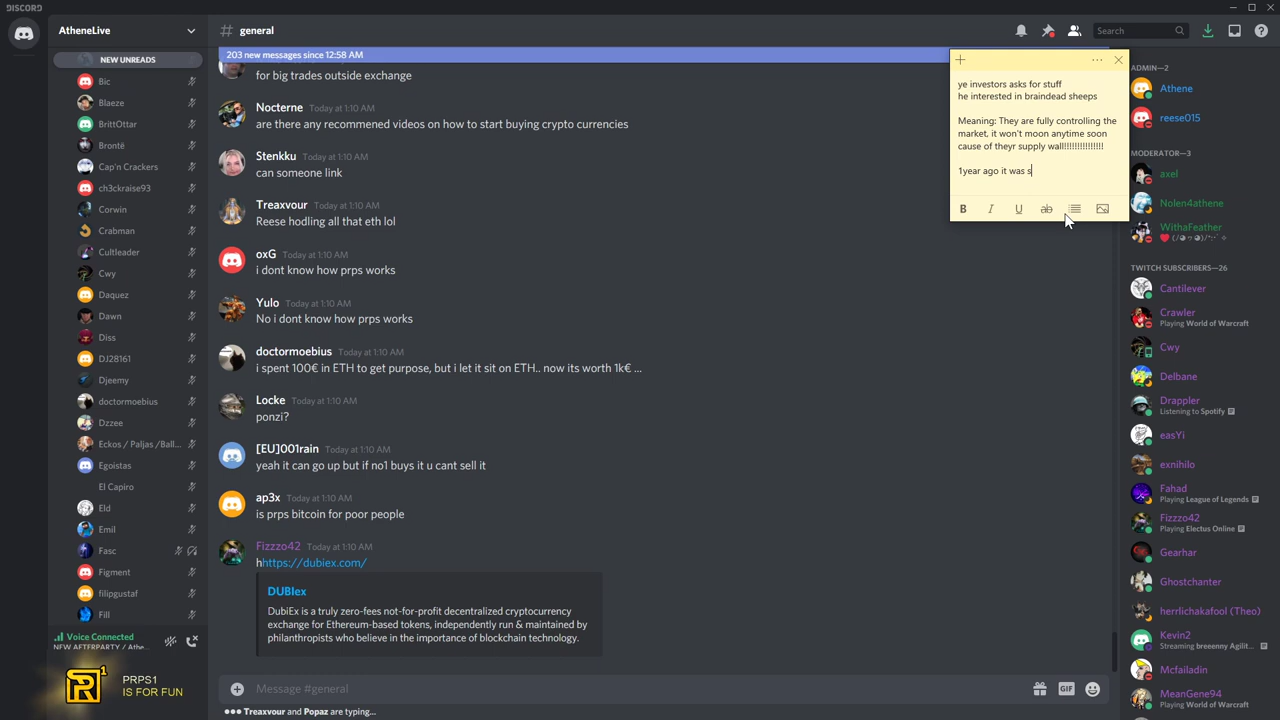 DISCORD
AtheneLive
# general
Search
NEW UNREADS
Bic
Blaeze
BrittOttar
Brontë
Cap'n Crackers
ch3ckraise93
Corwin
Crabman
Cultleader
Cwy
Daquez
Dawn
Diss
DJ28161
Djeemy
doctormoebius
Dzzee
Eckos / Paljas /Ball...
Egoistas
El Capiro
Eld
Emil
Fasc
Figment
filipgustaf
Fill
Voice Connected
NEW AFTERPARTY / Athe...
PRPS1
IS FOR FUN
203 new messages since 12:58 AM
for big trades outside exchange
Nocterne Today at 1:10 AM
are there any recommened videos on how to start buying crypto currencies
Stenkku Today at 1:10 AM
can someone link
Treaxvour Today at 1:10 AM
Reese hodling all that eth lol
oxG Today at 1:10 AM
i dont know how prps works
Yulo Today at 1:10 AM
No i dont know how prps works
doctormoebius Today at 1:10 AM
i spent 100€ in ETH to get purpose, but i let it sit on ETH.. now its worth 1k€ ...
Locke Today at 1:10 AM
ponzi?
[EU]001rain Today at 1:10 AM
yeah it can go up but if no1 buys it u cant sell it
ap3x Today at 1:10 AM
is prps bitcoin for poor people
Fizzzo42 Today at 1:10 AM
hhttps://dubiex.com/
DUBIex
DubiEx is a truly zero-fees not-for-profit decentralized cryptocurrency
exchange for Ethereum-based tokens, independently run & maintained by
philanthropists who believe in the importance of blockchain technology.
Message #general
GIF
Treaxvour and Popaz are typing...
ye investors asks for stuff
he interested in braindead sheeps
Meaning: They are fully controlling the
market, it won't moon anytime soon
cause of theyr supply wall!!!!!!!!!!!!!!!
1year ago it was s
B I U ab
ADMIN—2
Athene
reese015
MODERATOR—3
axel
Nolen4athene
WithaFeather
TWITCH SUBSCRIBERS—26
Cantilever
Crawler
Playing World of Warcraft
Cwy
Delbane
Drappler
Listening to Spotify
easYi
exnihilo
Fahad
Playing League of Legends
Fizzzo42
Playing Electus Online
Gearhar
Ghostchanter
herrlichakafool (Theo)
Kevin2
Streaming breeenny Agilit...
Mcfailadin
MeanGene94
Playing World of Warcraft